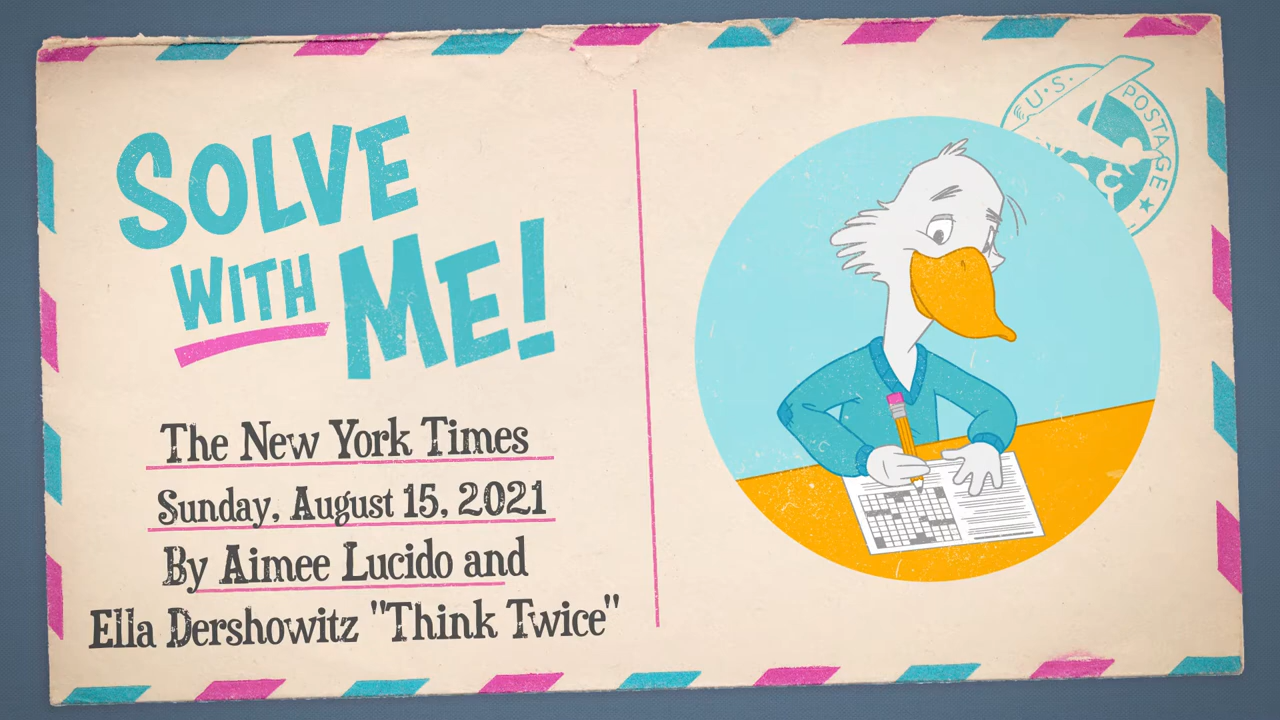 SOLVE
WITH ME!
The New York Times
Sunday, August 15, 2021
By Aimee Lucido and
Ella Dershowitz "Think Twice"
U.S. POSTAGE